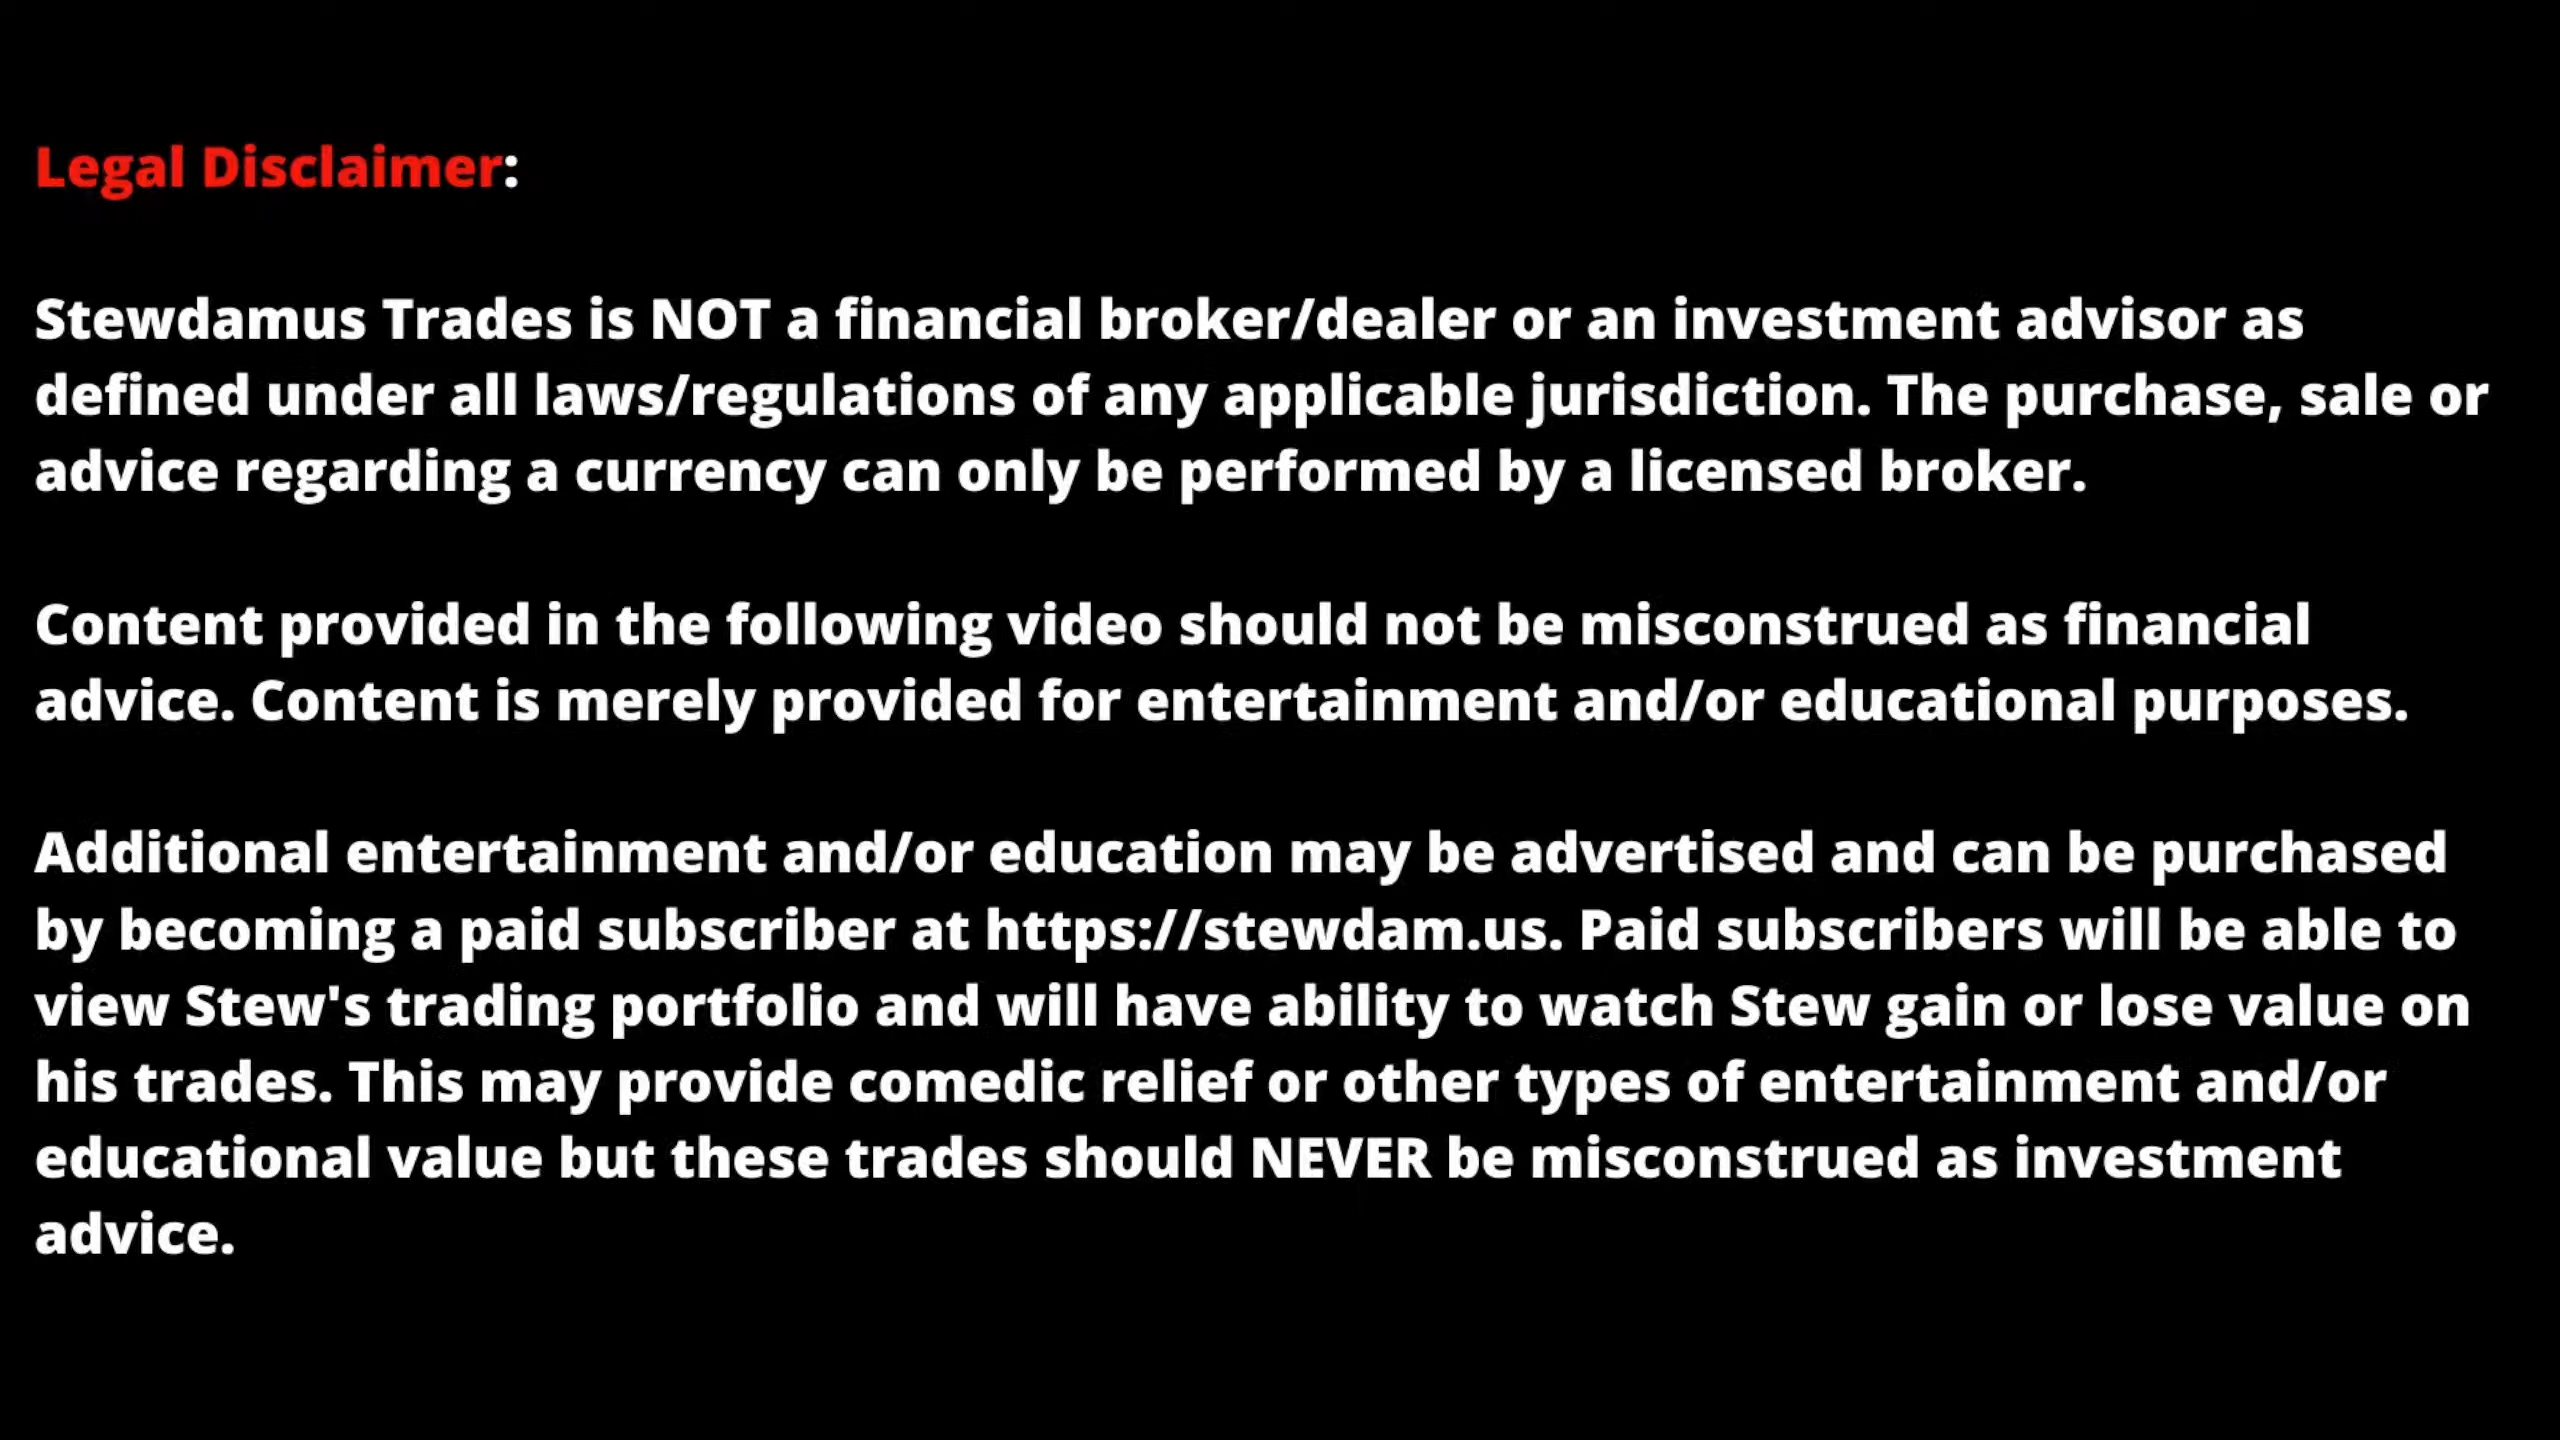 Legal Disclaimer:
Stewdamus Trades is NOT a financial broker/dealer or an investment advisor as
defined under all laws/regulations of any applicable jurisdiction. The purchase, sale or
advice regarding a currency can only be performed by a licensed broker.
Content provided in the following video should not be misconstrued as financial
advice. Content is merely provided for entertainment and/or educational purposes.
Additional entertainment and/or education may be advertised and can be purchased
by becoming a paid subscriber at https://stewdam.us. Paid subscribers will be able to
view Stew's trading portfolio and will have ability to watch Stew gain or lose value on
his trades. This may provide comedic relief or other types of entertainment and/or
educational value but these trades should NEVER be misconstrued as investment
advice.